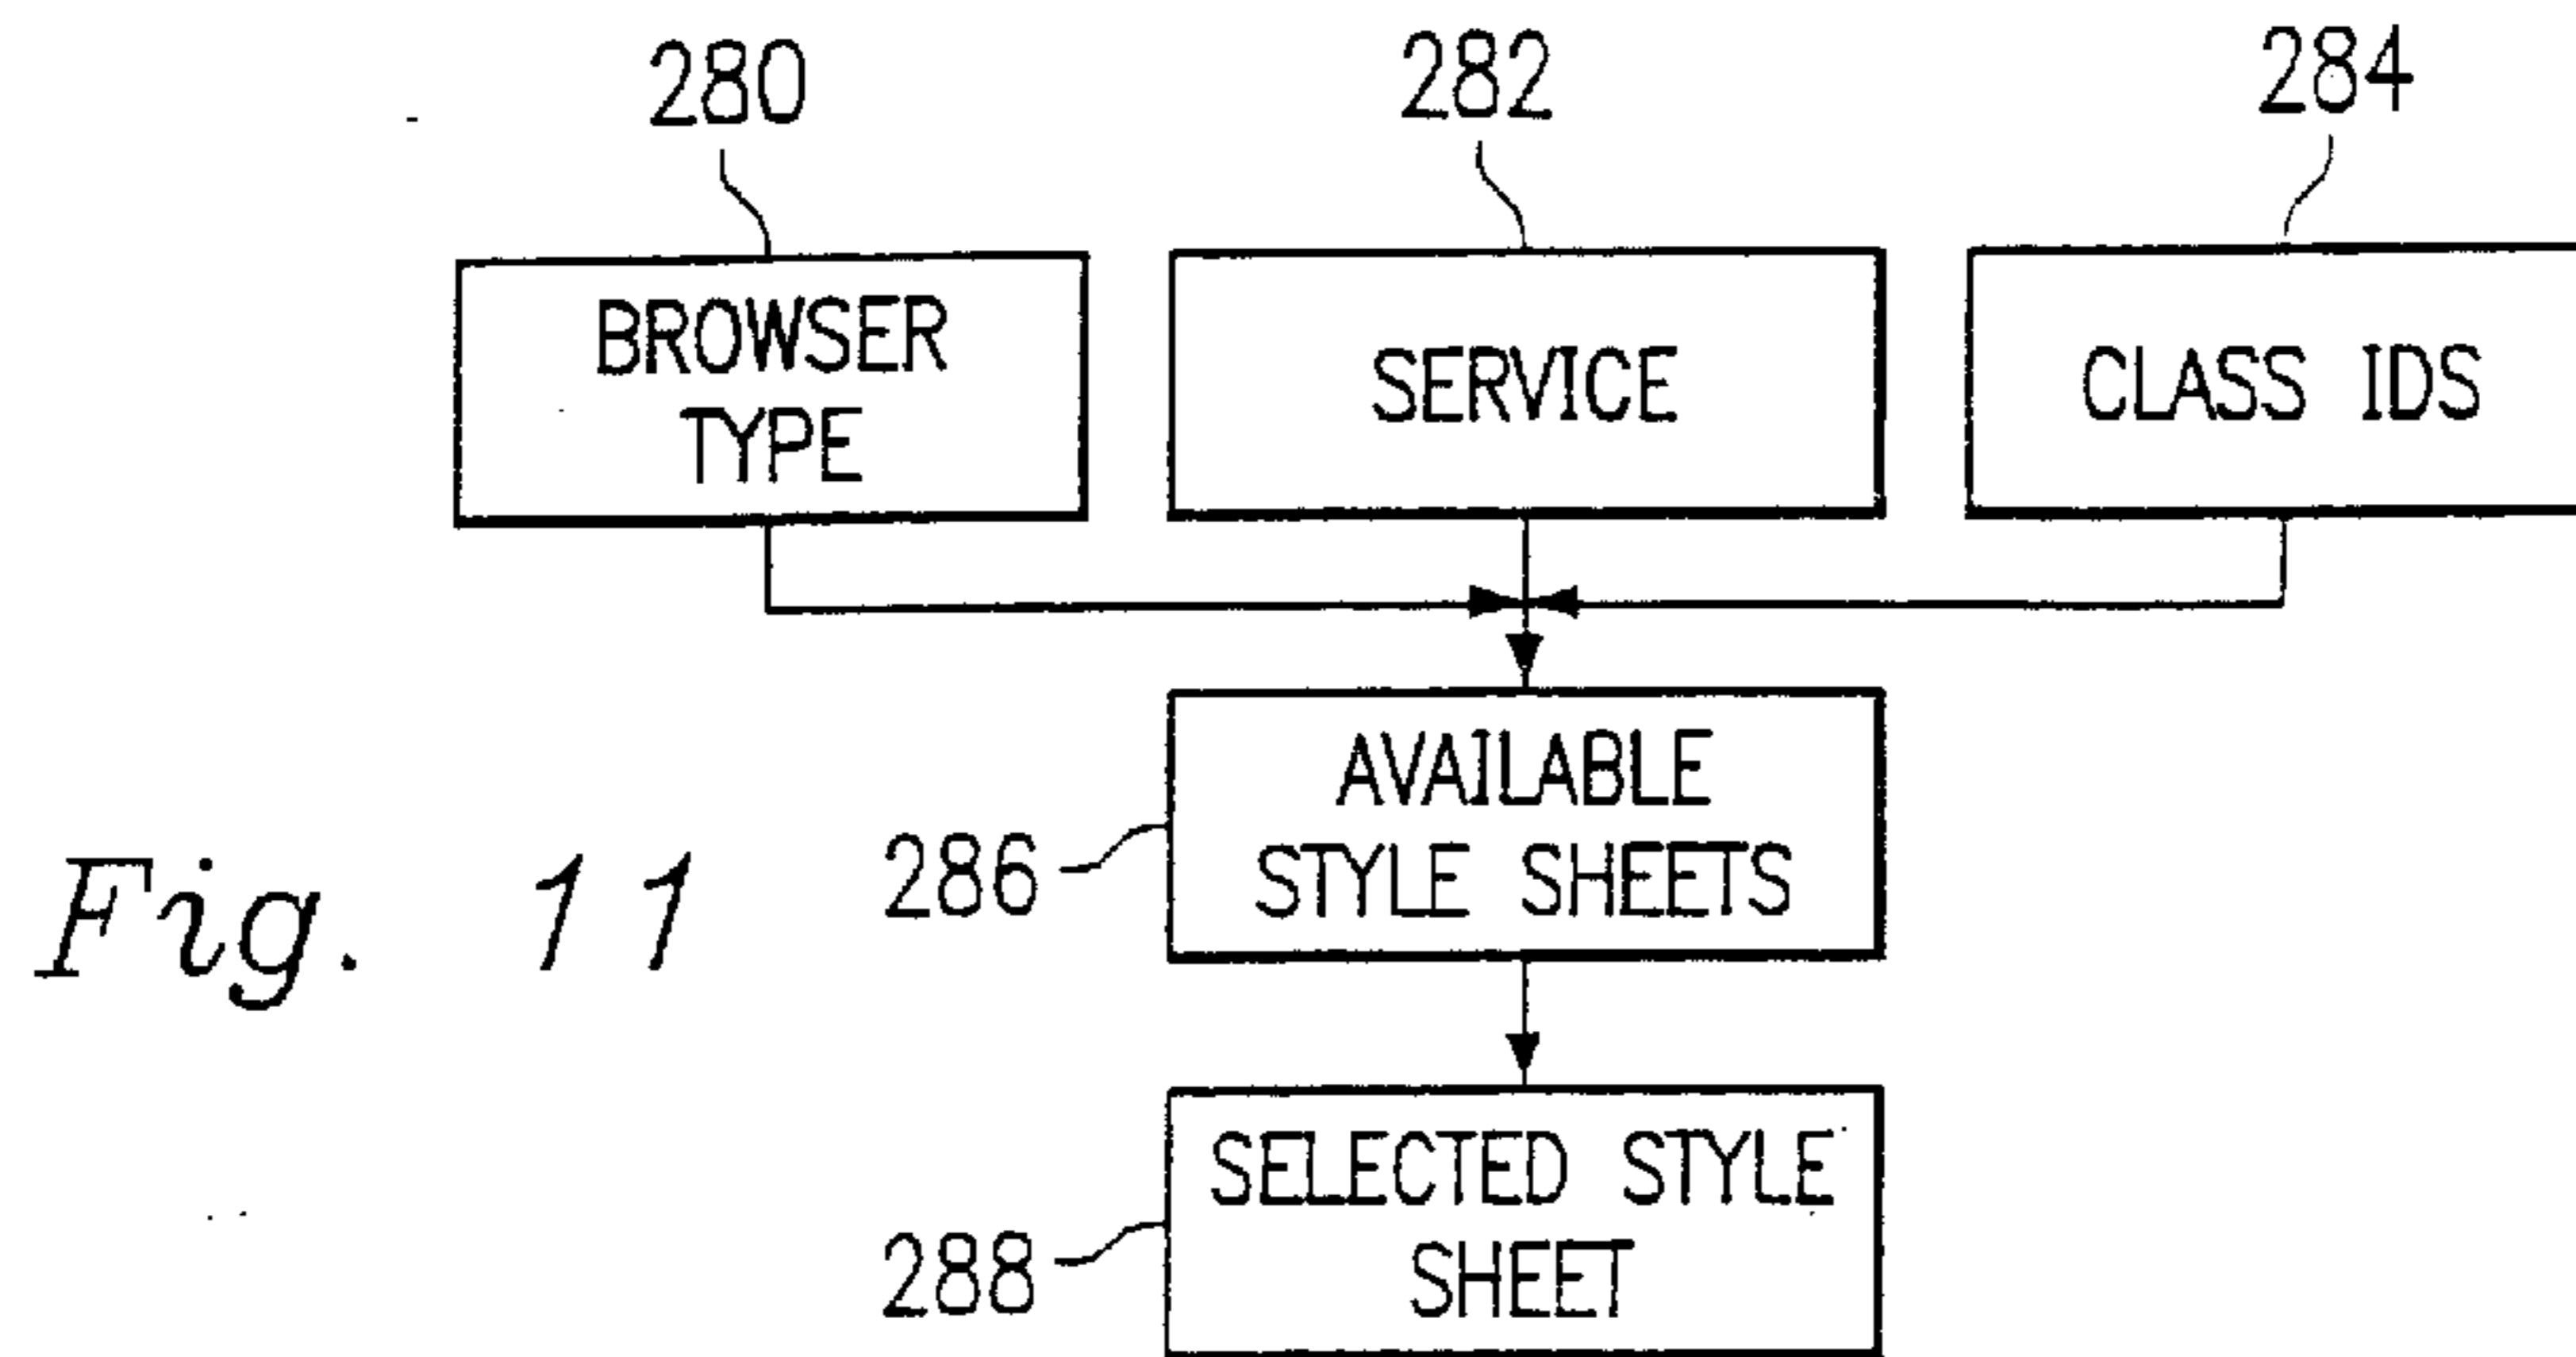 280
282
284
BROWSER
TYPE
SERVICE
CLASS IDS
AVAILABLE
STYLE SHEETS
286
Fig. 11
SELECTED STYLE
SHEET
288